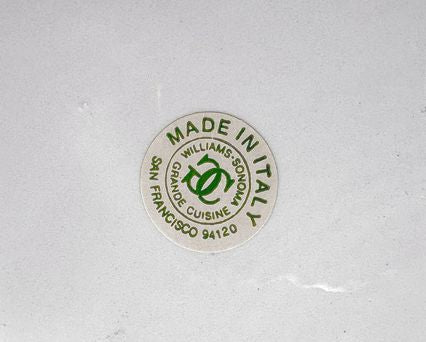 MADE IN ITALY
WILLIAMS-SONOMA
GRANDE CUISINE
SAN FRANCISCO 94120